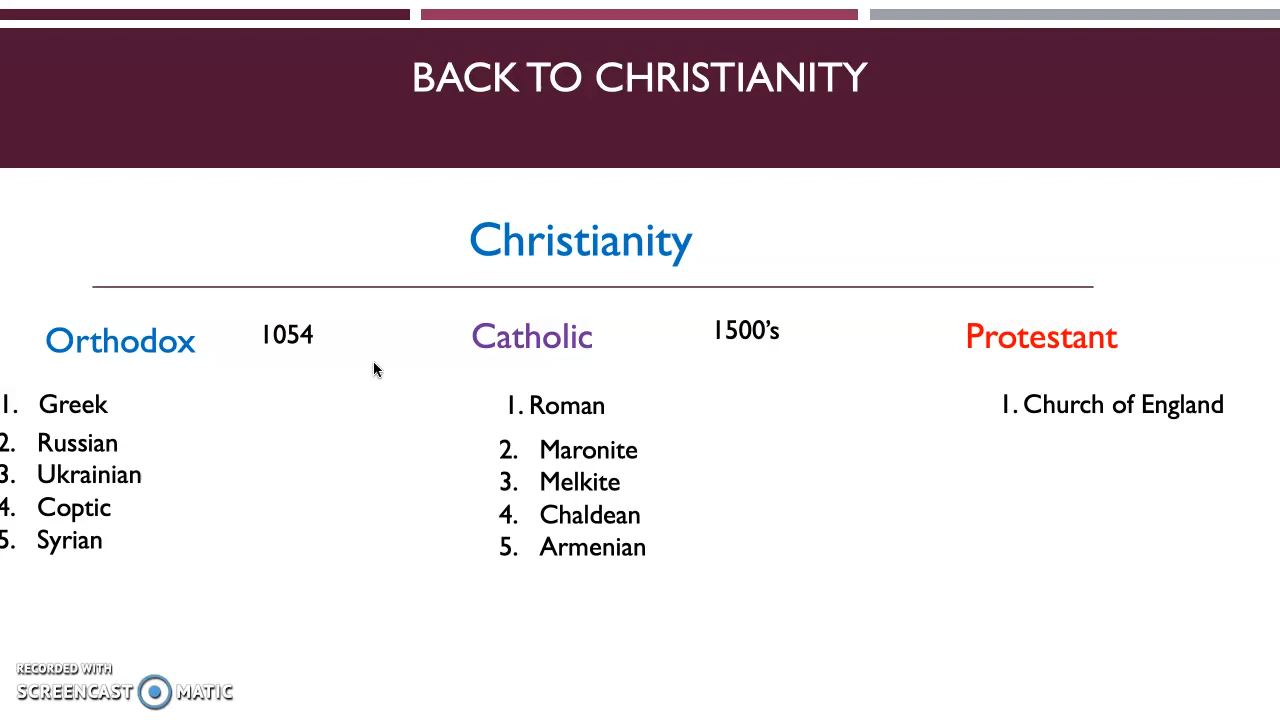 BACK TO CHRISTIANITY
Christianity
Orthodox
1054
Catholic
1500's
Protestant
1. Greek
2. Russian
3. Ukrainian
4. Coptic
5. Syrian
1. Roman
2. Maronite
3. Melkite
4. Chaldean
5. Armenian
1. Church of England
RECORDED WITH
SCREENCAST MATIC